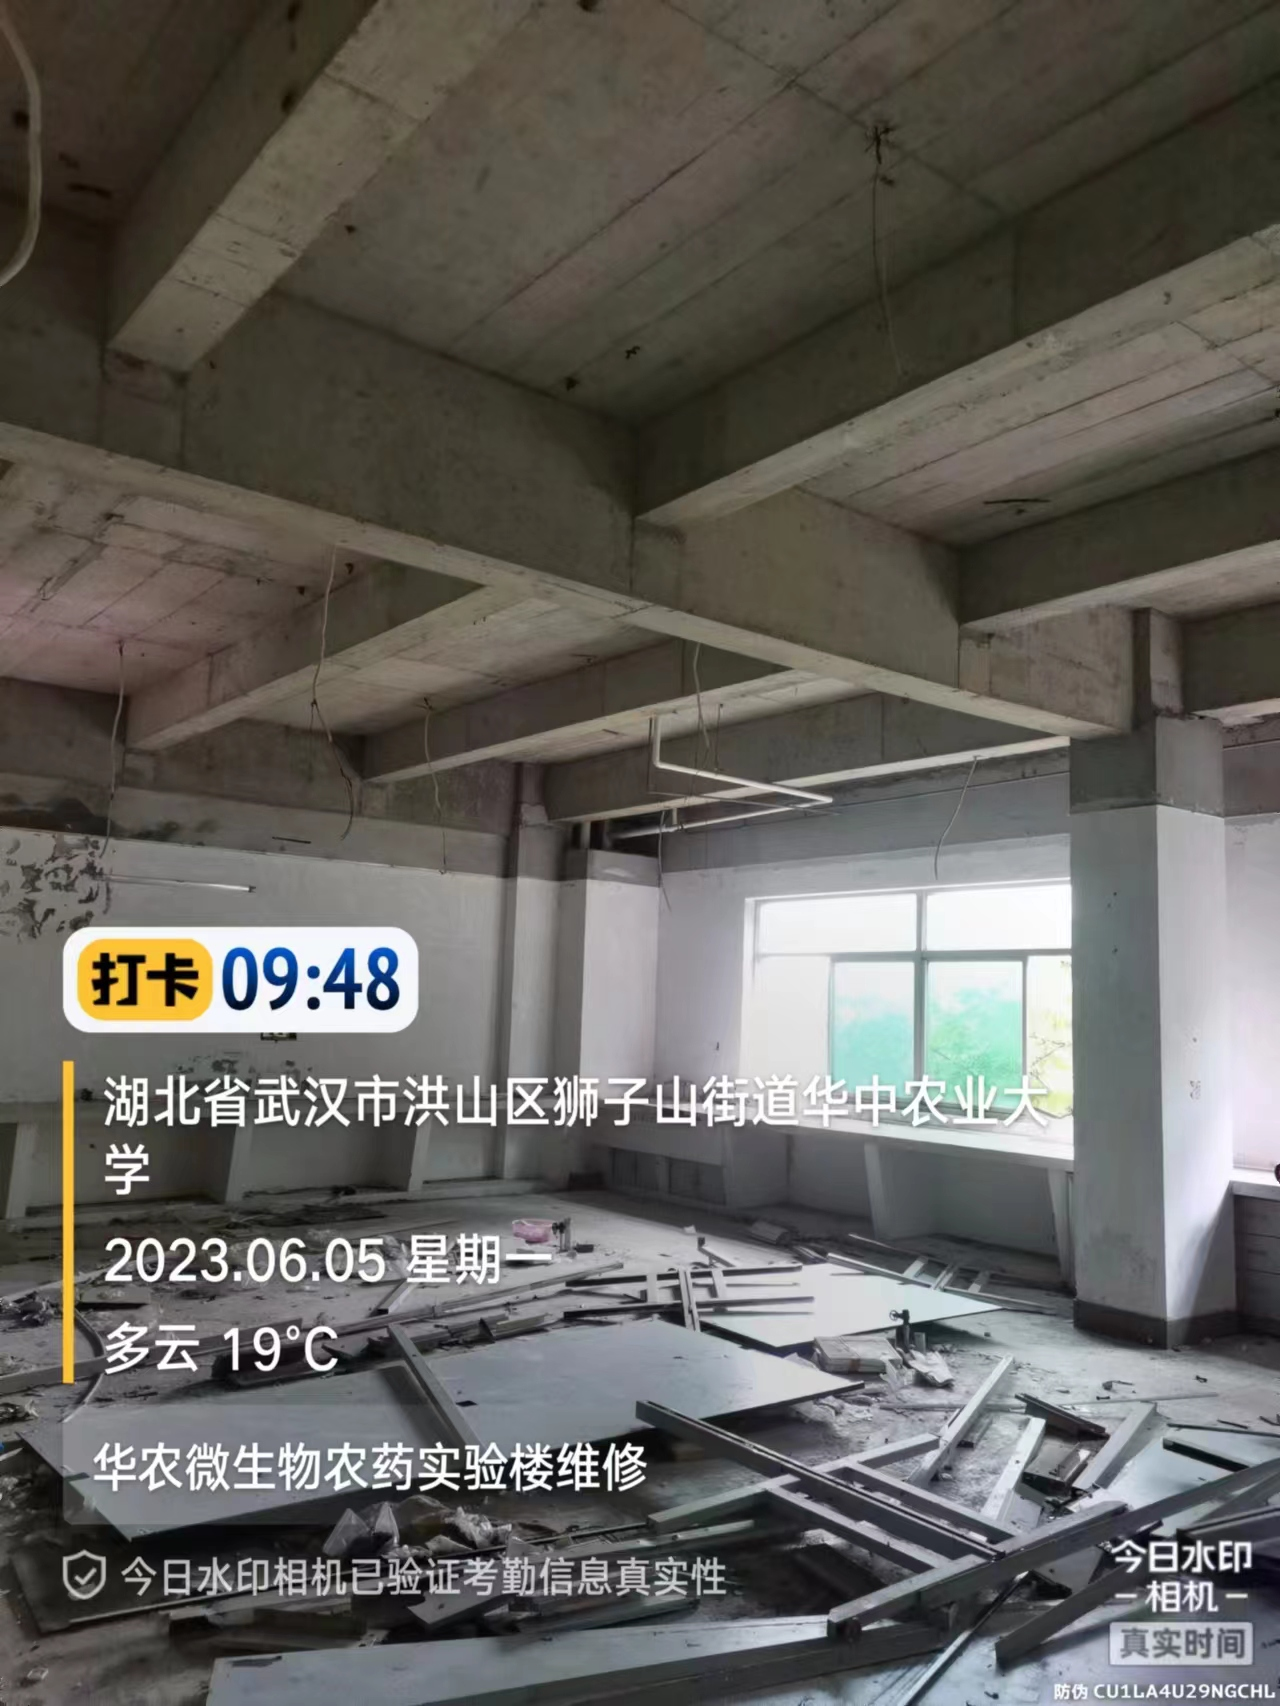 打卡 09:48
湖北省武汉市洪山区狮子山街道华中农业大
学
2023.06.05 星期一
多云 19℃
华农微生物农药实验楼维修
今日水印相机已验证考勤信息真实性
今日水印
-相机-
真实时间
防伪 CU1LA4U29NGCHL